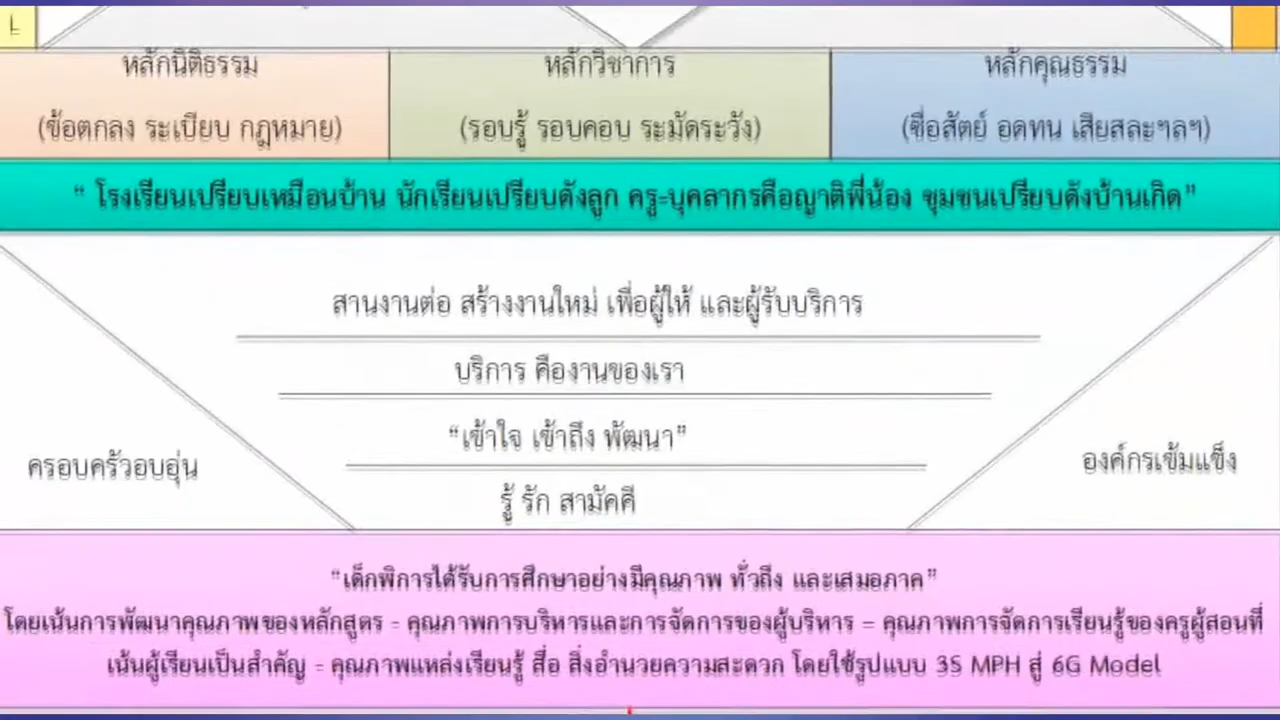 L
หลักนิติธรรม
หลักวิชาการ
หลักคุณธรรม
(ข้อตกลง ระเบียบ กฎหมาย)
(รอบรู้ รอบคอบ ระมัดระวัง)
(ซื่อสัตย์ อดทน เสียสละฯลฯ)
“ โรงเรียนเปรียบเหมือนบ้าน นักเรียนเปรียบดังลูก ครู-บุคลากรคือญาติพี่น้อง ชุมชนเปรียบดังบ้านเกิด”
สานงานต่อ สร้างงานใหม่ เพื่อผู้ให้ และผู้รับบริการ
บริการ คืองานของเรา
“เข้าใจ เข้าถึง พัฒนา”
ครอบครัวอบอุ่น
องค์กรเข้มแข็ง
รู้ รัก สามัคคี
“เด็กพิการได้รับการศึกษาอย่างมีคุณภาพ ทั่วถึง และเสมอภาค”
โดยเน้นการพัฒนาคุณภาพของหลักสูตร - คุณภาพการบริหารและการจัดการของผู้บริหาร – คุณภาพการจัดการเรียนรู้ของครูผู้สอนที่
เน้นผู้เรียนเป็นสำคัญ - คุณภาพแหล่งเรียนรู้ สื่อ สิ่งอำนวยความสะดวก โดยใช้รูปแบบ 3S MPH สู่ 6G Model